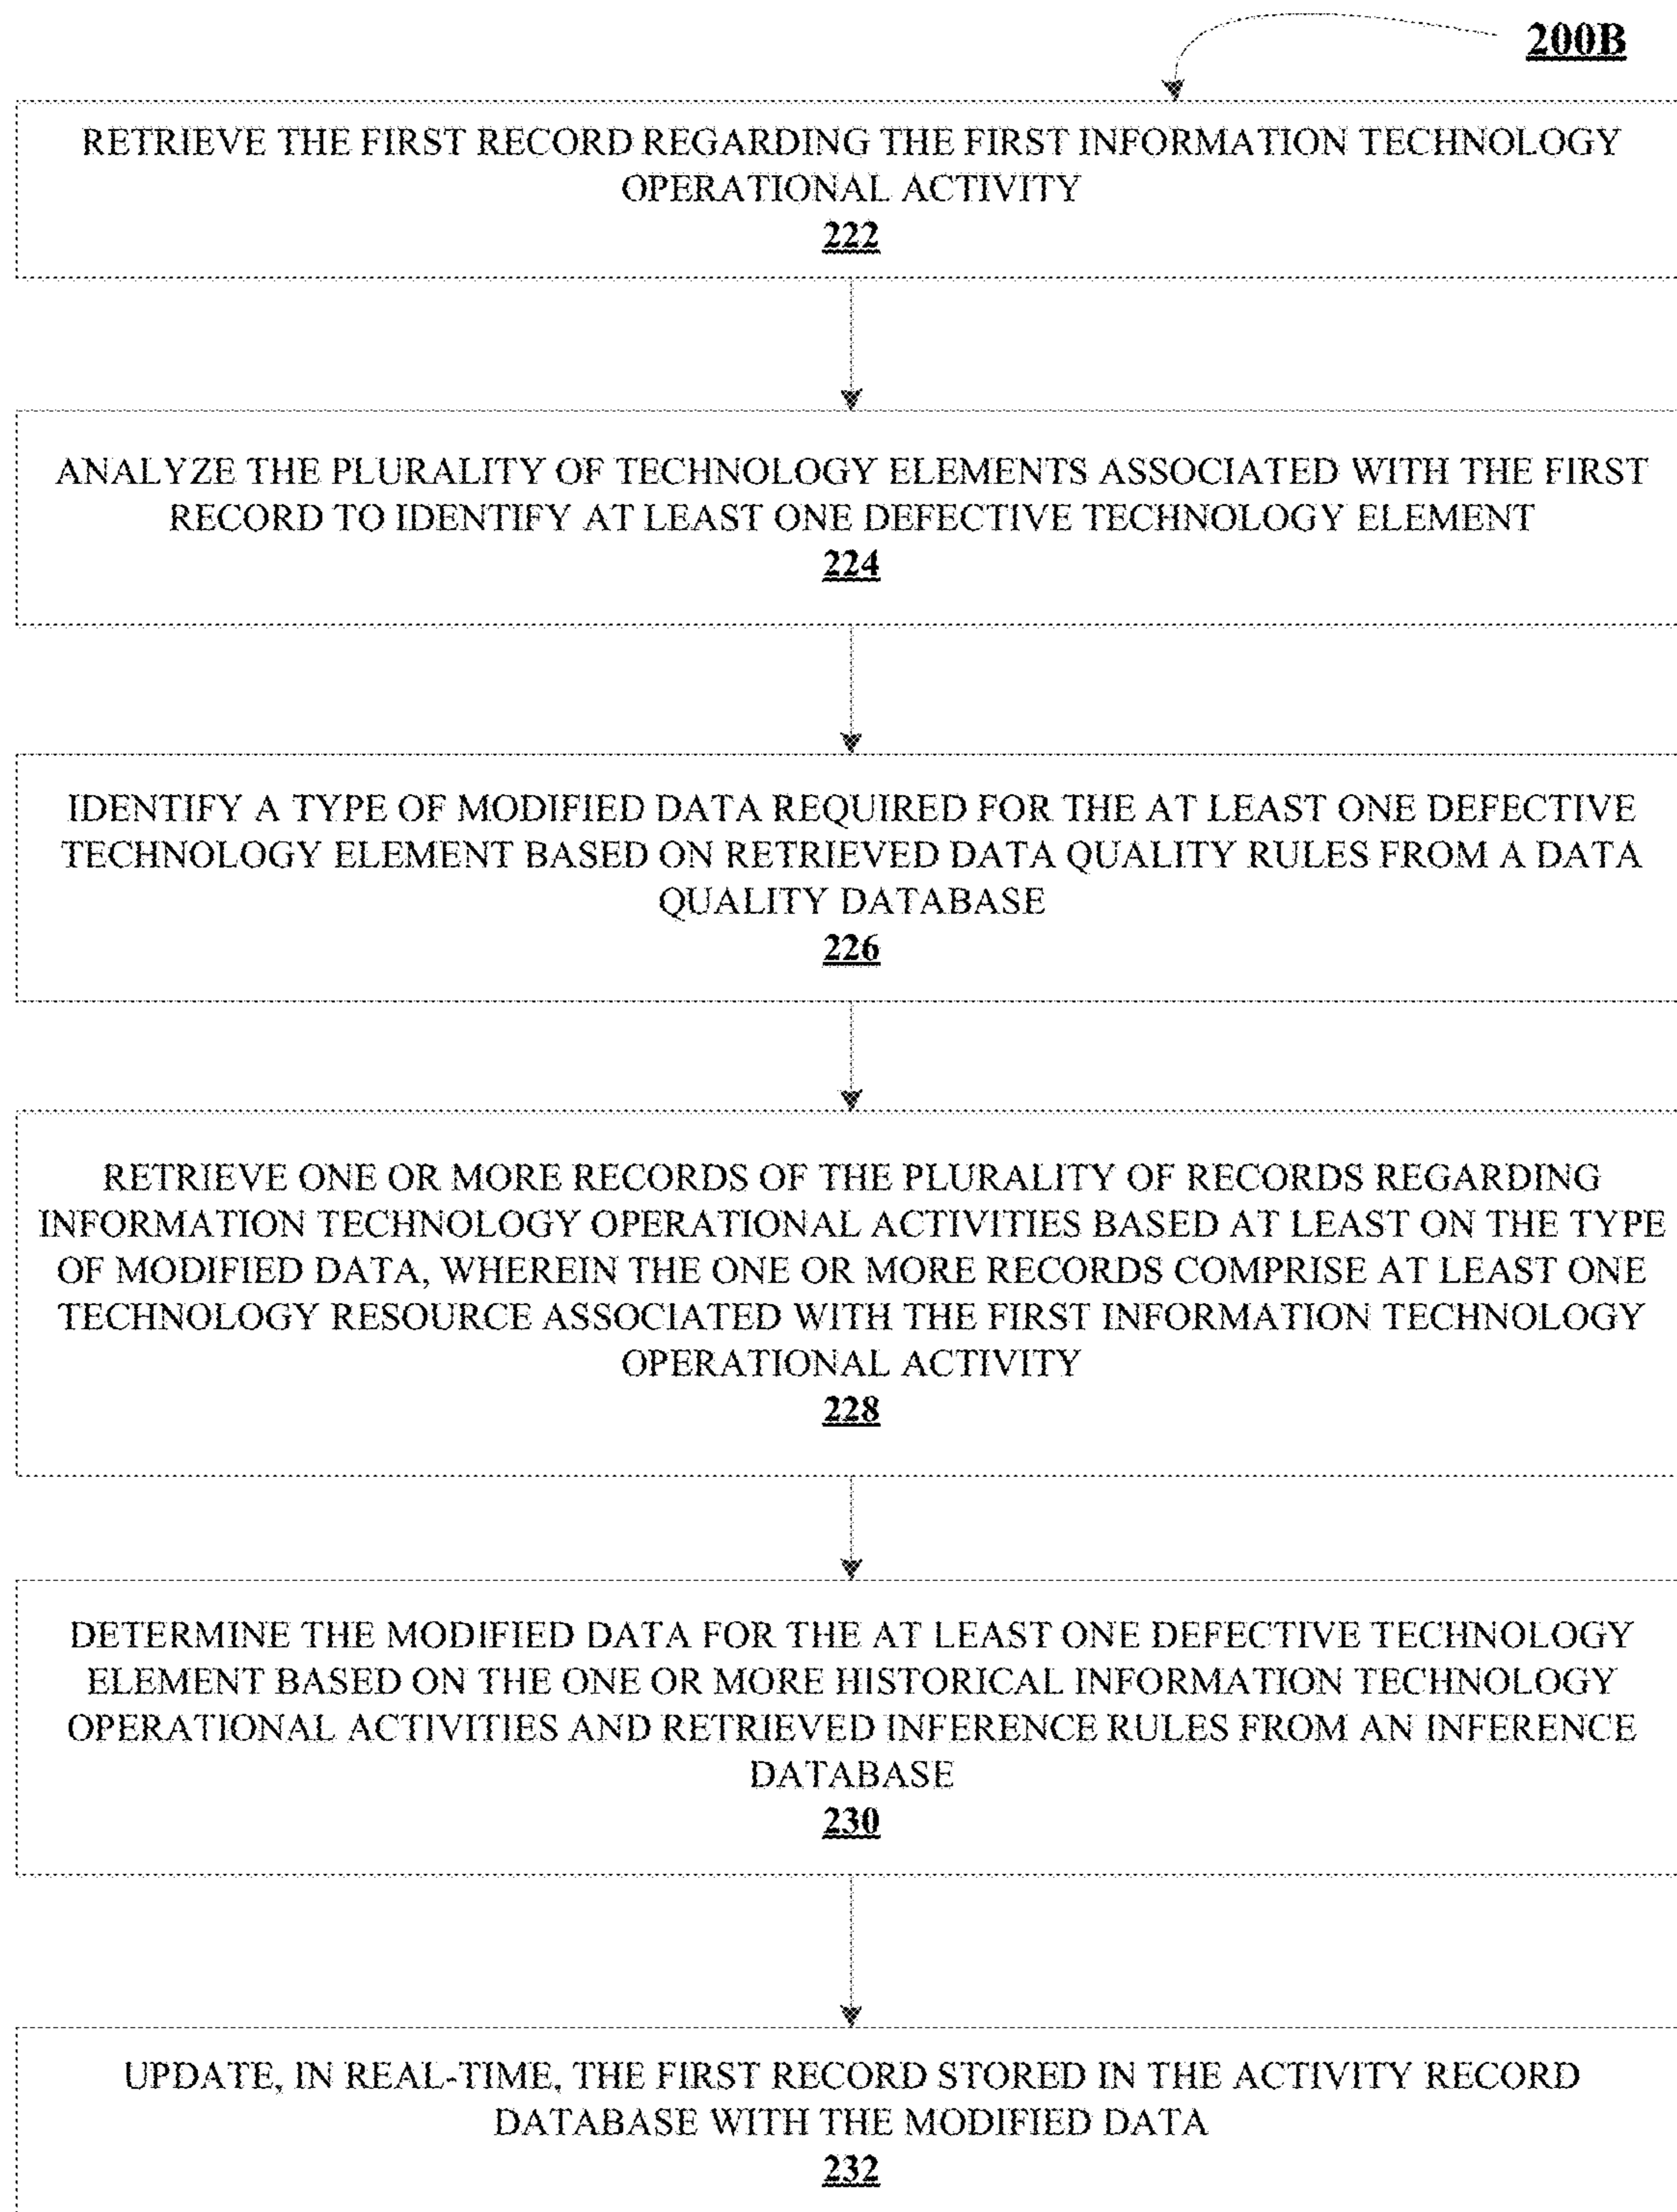 200B
RETRIEVE THE FIRST RECORD REGARDING THE FIRST INFORMATION TECHNOLOGY
OPERATIONAL ACTIVITY
222
ANALYZE THE PLURALITY OF TECHNOLOGY ELEMENTS ASSOCIATED WITH THE FIRST
RECORD TO IDENTIFY AT LEAST ONE DEFECTIVE TECHNOLOGY ELEMENT
224
IDENTIFY A TYPE OF MODIFIED DATA REQUIRED FOR THE AT LEAST ONE DEFECTIVE
TECHNOLOGY ELEMENT BASED ON RETRIEVED DATA QUALITY RULES FROM A DATA
QUALITY DATABASE
226
RETRIEVE ONE OR MORE RECORDS OF THE PLURALITY OF RECORDS REGARDING
INFORMATION TECHNOLOGY OPERATIONAL ACTIVITIES BASED AT LEAST ON THE TYPE
OF MODIFIED DATA, WHEREIN THE ONE OR MORE RECORDS COMPRISE AT LEAST ONE
TECHNOLOGY RESOURCE ASSOCIATED WITH THE FIRST INFORMATION TECHNOLOGY
OPERATIONAL ACTIVITY
228
DETERMINE THE MODIFIED DATA FOR THE AT LEAST ONE DEFECTIVE TECHNOLOGY
ELEMENT BASED ON THE ONE OR MORE HISTORICAL INFORMATION TECHNOLOGY
OPERATIONAL ACTIVITIES AND RETRIEVED INFERENCE RULES FROM AN INFERENCE
DATABASE
230
UPDATE, IN REAL-TIME, THE FIRST RECORD STORED IN THE ACTIVITY RECORD
DATABASE WITH THE MODIFIED DATA
232